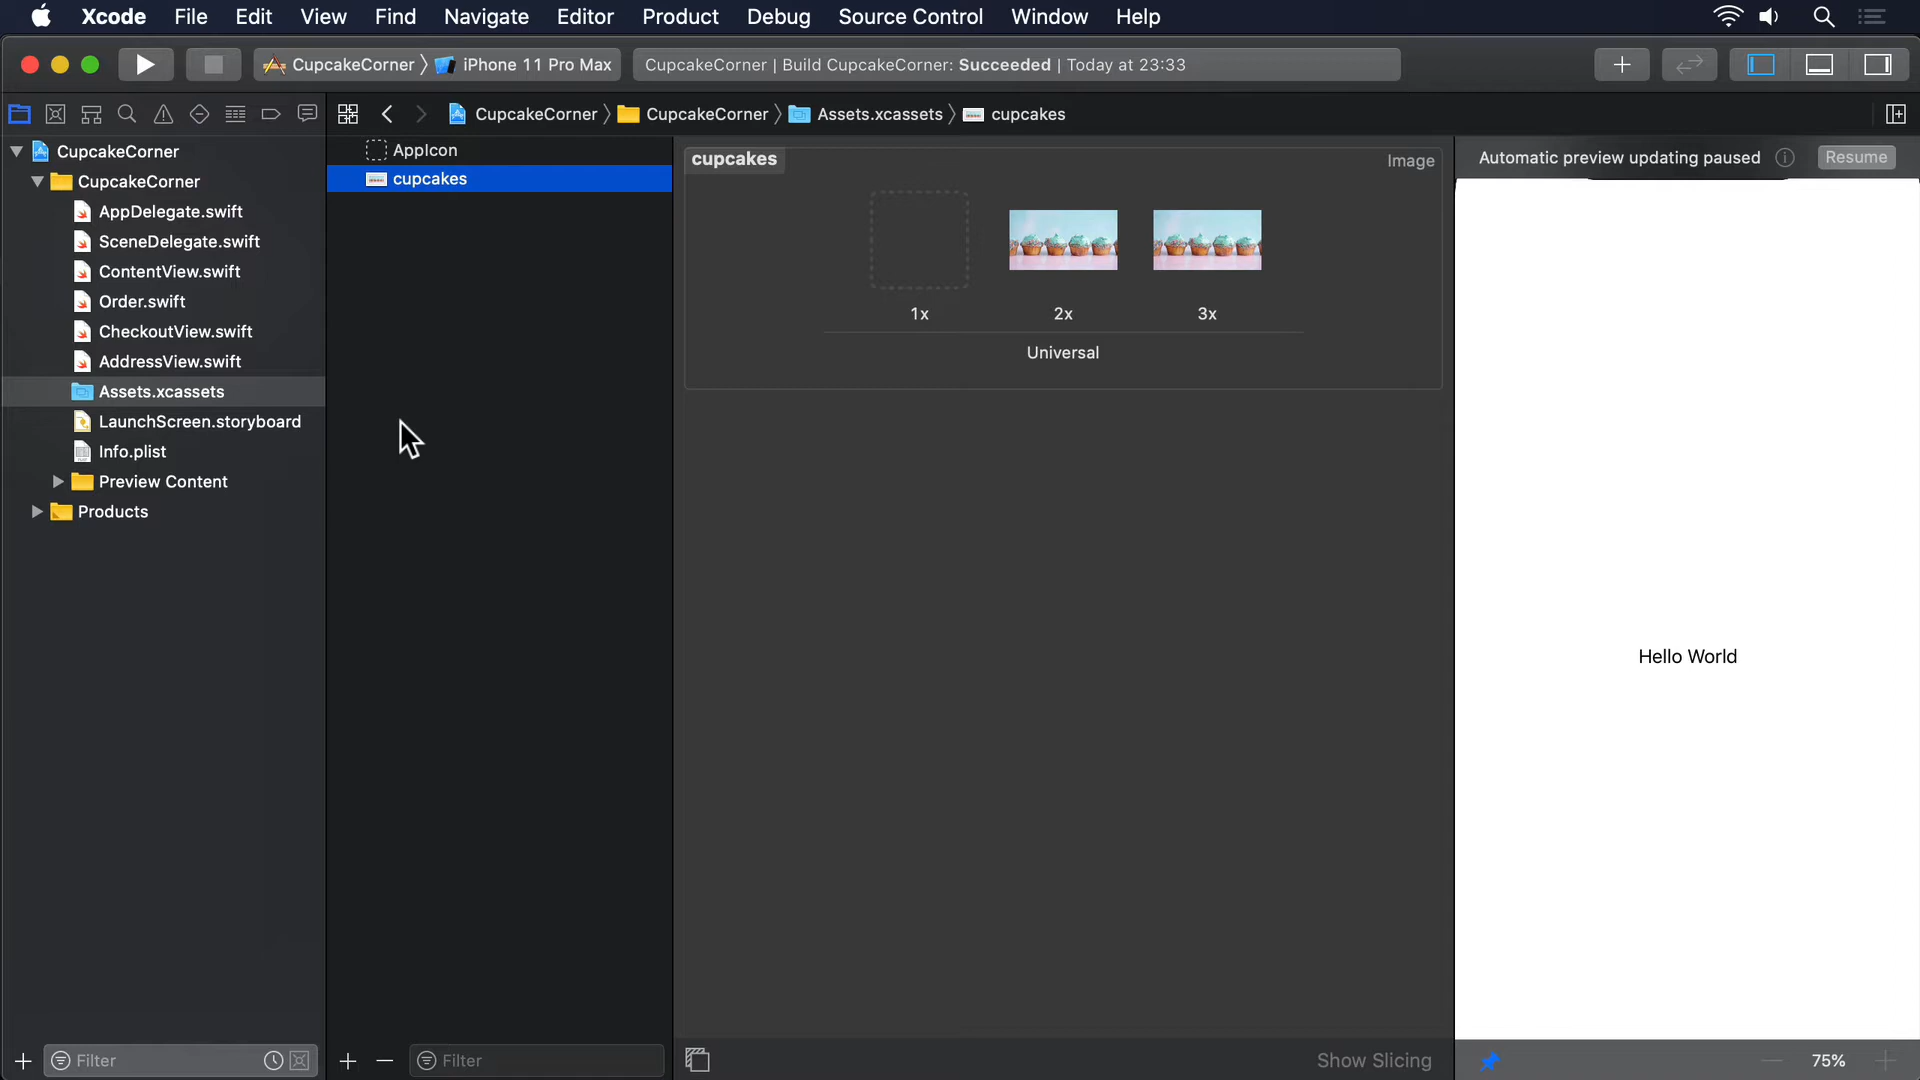 Xcode File Edit View Find Navigate Editor Product Debug Source Control Window Help
CupcakeCorner iPhone 11 Pro Max CupcakeCorner | Build CupcakeCorner: Succeeded | Today at 23:33
CupcakeCorner CupcakeCorner Assets.xcassets cupcakes
CupcakeCorner
CupcakeCorner
AppDelegate.swift
SceneDelegate.swift
ContentView.swift
Order.swift
CheckoutView.swift
AddressView.swift
Assets.xcassets
LaunchScreen.storyboard
Info.plist
Preview Content
Products
Filter
AppIcon
cupcakes
Filter
cupcakes Image
1x 2x 3x
Universal
Show Slicing
Automatic preview updating paused Resume
Hello World
75%